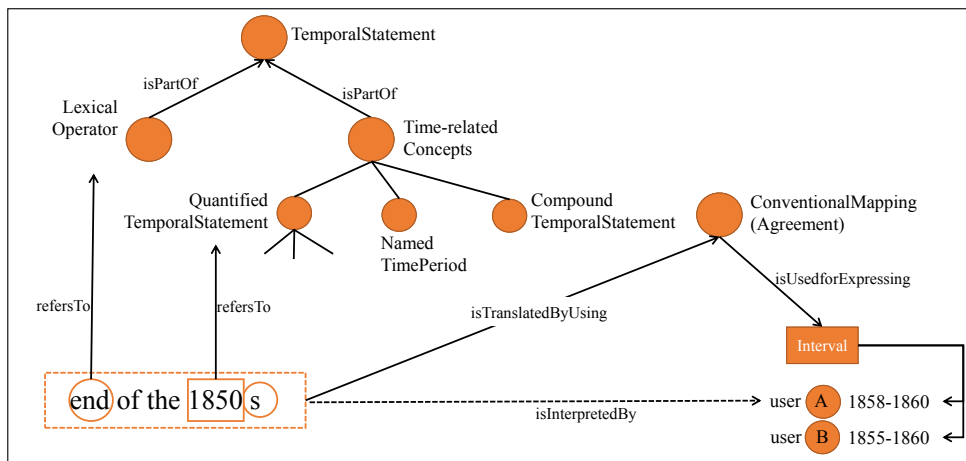 TemporalStatement
isPartOf
isPartOf
Lexical
Operator
Time-related
Concepts
Quantified
TemporalStatement
Named
TimePeriod
Compound
TemporalStatement
ConventionalMapping
(Agreement)
isUsedforExpressing
refersTo
refersTo
isTranslatedByUsing
Interval
end of the 1850 s
isInterpretedBy
user A 1858-1860
user B 1855-1860